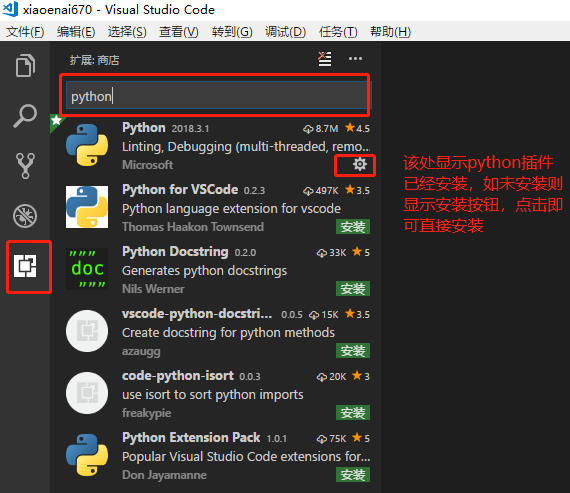 xiaoenai670 - Visual Studio Code
文件(F) 编辑(E) 选择(S) 查看(V) 转到(G) 调试(D) 任务(T) 帮助(H)
扩展: 商店
python
Python 2018.3.1 8.7M 4.5
Linting, Debugging (multi-threaded, remo...
Microsoft
该处显示python插件
已经安装，如未安装则
显示安装按钮，点击即
可直接安装
Python for VSCode 0.2.3 497K 3.5
Python language extension for vscode
Thomas Haakon Townsend 安装
Python Docstring 0.2.0 33K 5
Generates python docstrings
Nils Werner 安装
"""
doc
"""
vscode-python-docstri... 0.0.5 15K 3.5
Create docstring for python methods
azaugg 安装
code-python-isort 0.0.3 20K 3
use isort to sort python imports
freakypie 安装
Python Extension Pack 1.0.1 75K 5
Popular Visual Studio Code extensions for...
Don Jayamanne 安装